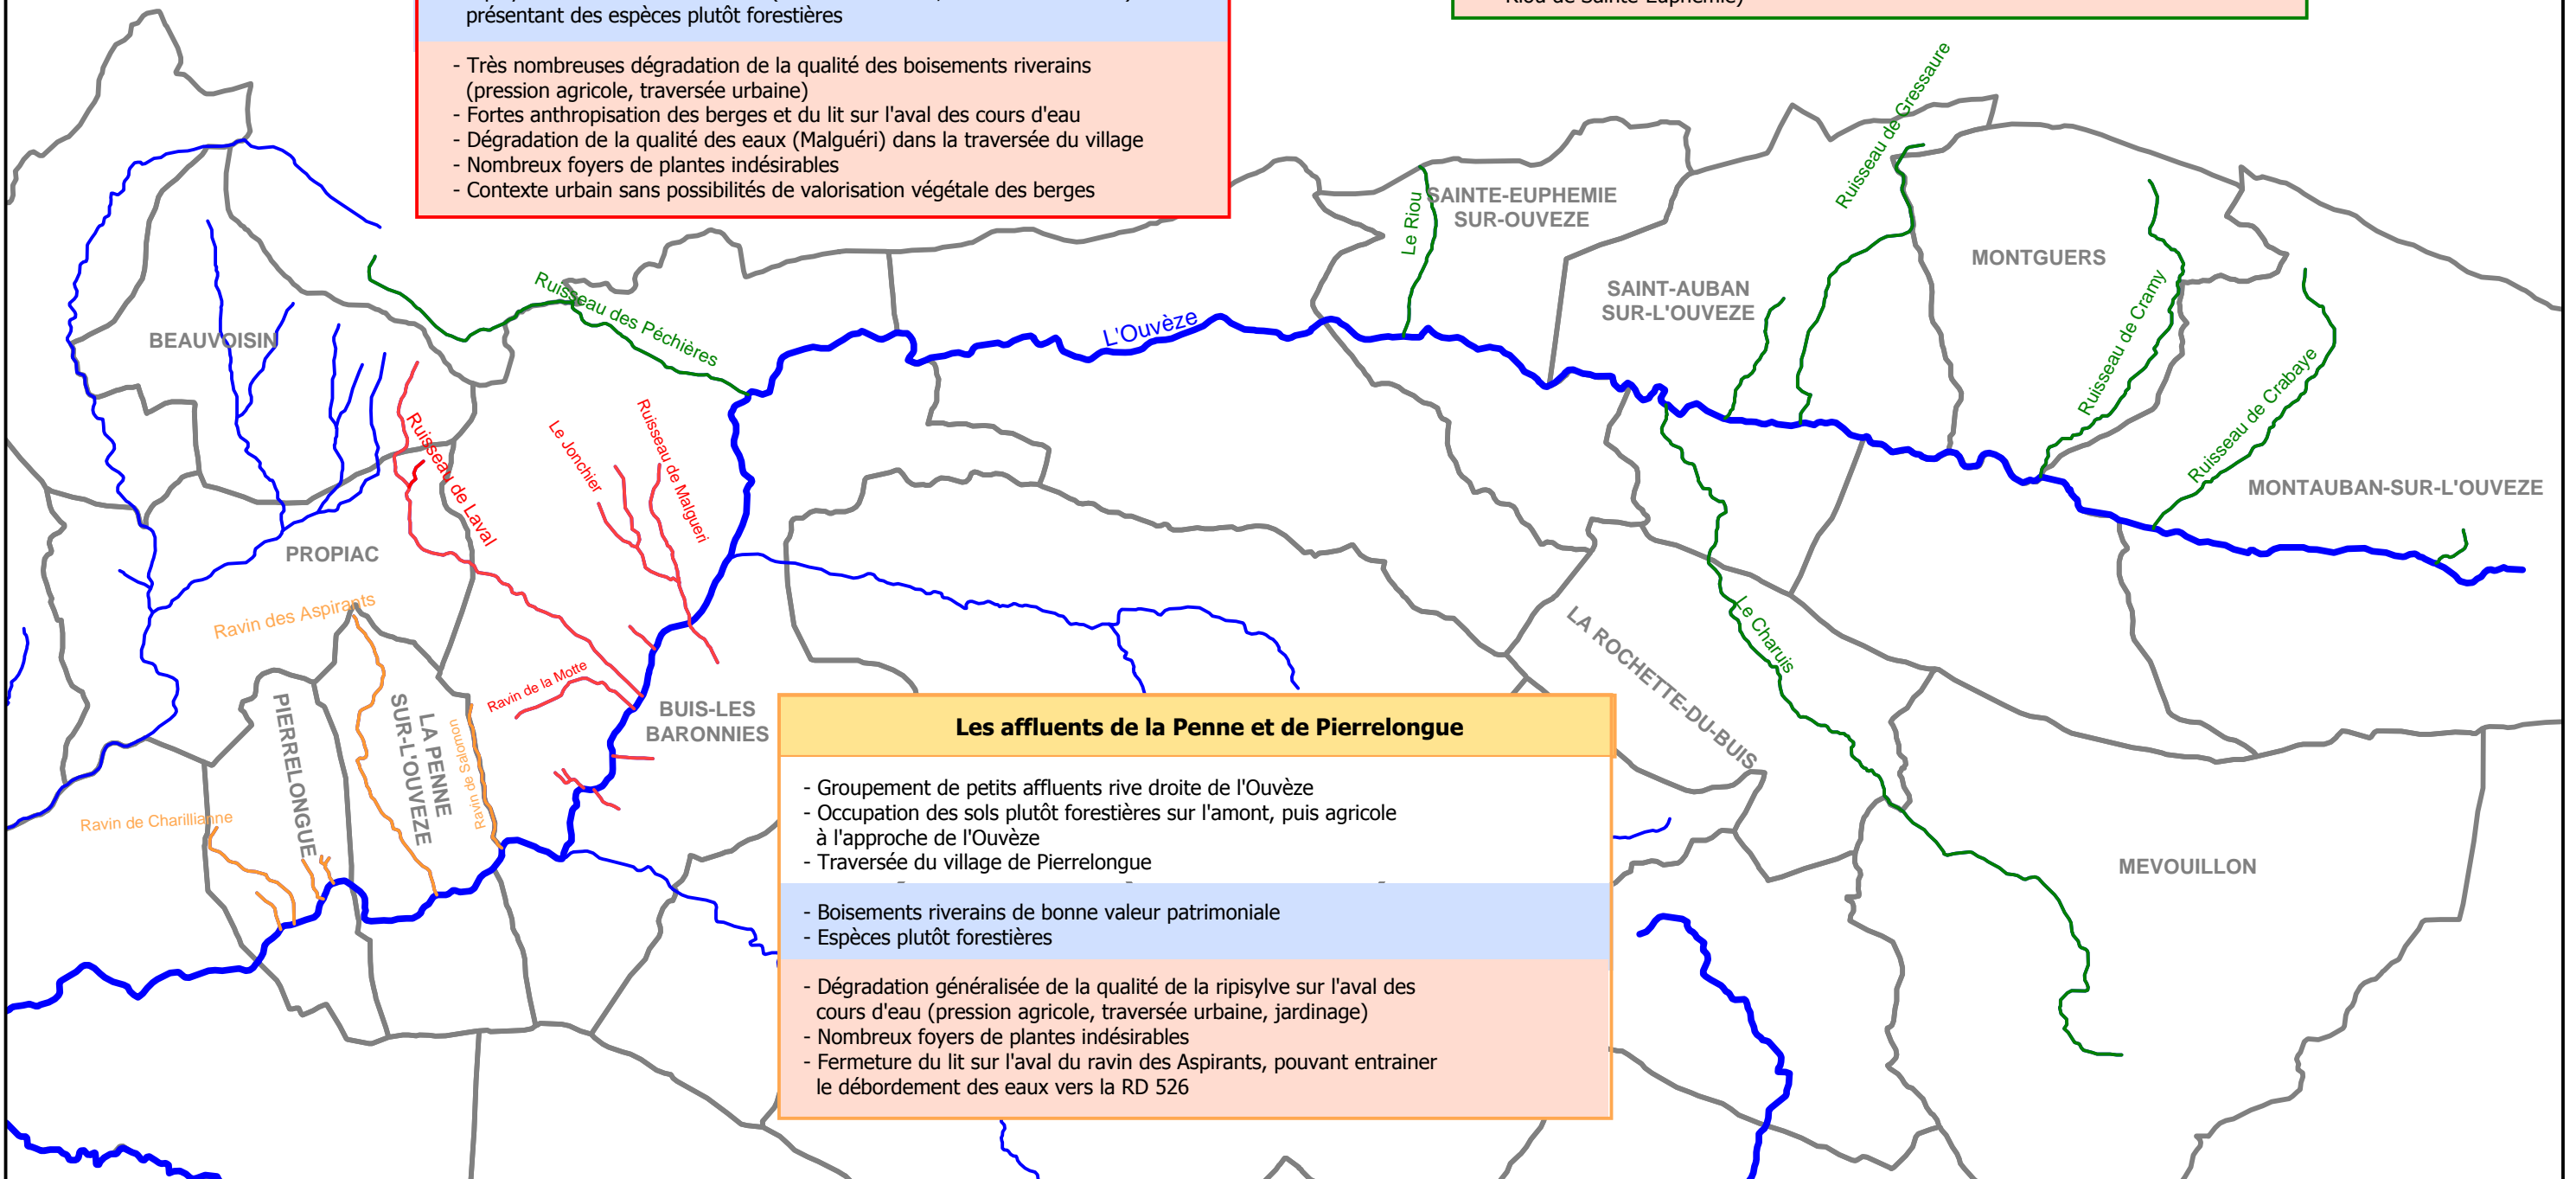 présentant des espèces plutôt forestières
- Très nombreuses dégradation de la qualité des boisements riverains
(pression agricole, traversée urbaine)
- Fortes anthropisation des berges et du lit sur l'aval des cours d'eau
- Dégradation de la qualité des eaux (Malguéri) dans la traversée du village
- Nombreux foyers de plantes indésirables
- Contexte urbain sans possibilités de valorisation végétale des berges
Riou de Sainte-Euphémie)
Ruisseau de Gressaure
Le Riou
SAINTE-EUPHEMIE
SUR-OUVEZE
MONTGUERS
SAINT-AUBAN
SUR-L'OUVEZE
Ruisseau des Péchières
L'Ouvèze
BEAUVOISIN
Ruisseau de Cramy
Ruisseau de Crabaye
Ruisseau de Laval
Le Jonchier
Ruisseau de Malgueri
MONTAUBAN-SUR-L'OUVEZE
PROPIAC
Ravin des Aspirants
Le Charuis
LA ROCHETTE-DU-BUIS
Ravin de la Motte
PIERRELONGUE
LA PENNE
SUR-L'OUVEZE
Ravin de Salomon
BUIS-LES
BARONNIES
Ravin de Charillianne
MEVOUILLON
Les affluents de la Penne et de Pierrelongue
- Groupement de petits affluents rive droite de l'Ouvèze
- Occupation des sols plutôt forestières sur l'amont, puis agricole
à l'approche de l'Ouvèze
- Traversée du village de Pierrelongue
- Boisements riverains de bonne valeur patrimoniale
- Espèces plutôt forestières
- Dégradation généralisée de la qualité de la ripisylve sur l'aval des
cours d'eau (pression agricole, traversée urbaine, jardinage)
- Nombreux foyers de plantes indésirables
- Fermeture du lit sur l'aval du ravin des Aspirants, pouvant entrainer
le débordement des eaux vers la RD 526